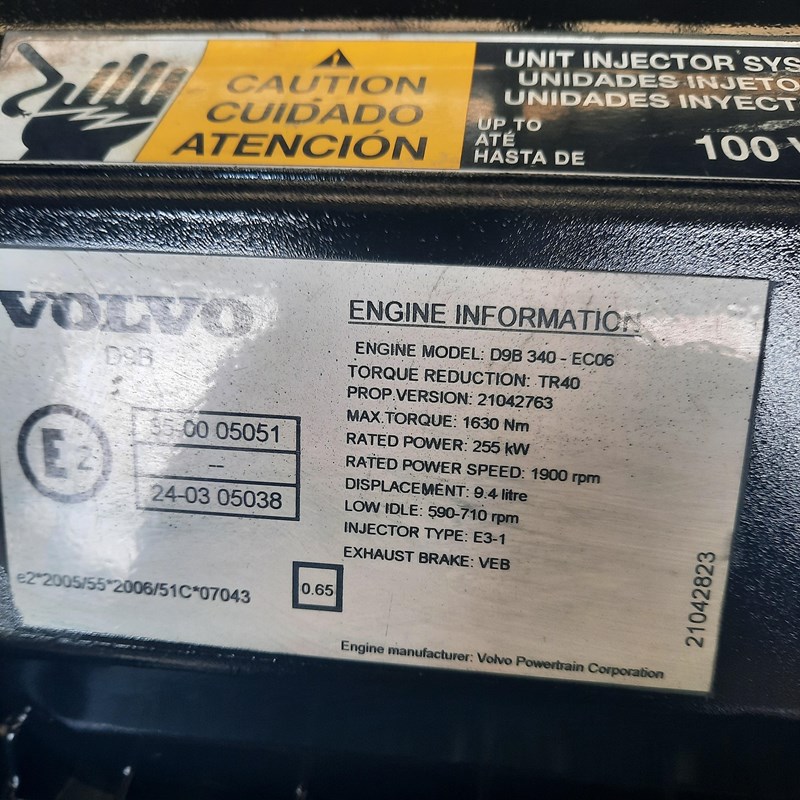 CAUTION
CUIDADO
ATENCIÓN
UNIT INJECTOR
UNIDADES
UNIDADES
UP TO
ATÉ
HASTA DE
100
VOLVO
D9B
E2
-00 05051
--
24-03 05038
e2*2005/55*2006/51C*07043
0.65
ENGINE INFORMATION
ENGINE MODEL: D9B 340 - EC06
TORQUE REDUCTION: TR40
PROP.VERSION: 21042763
MAX.TORQUE: 1630 Nm
RATED POWER: 255 kW
RATED POWER SPEED: 1900 rpm
DISPLACEMENT: 9.4 litre
LOW IDLE: 590-710 rpm
INJECTOR TYPE: E3-1
EXHAUST BRAKE: VEB
Engine manufacturer: Volvo Powertrain Corporation
21042823